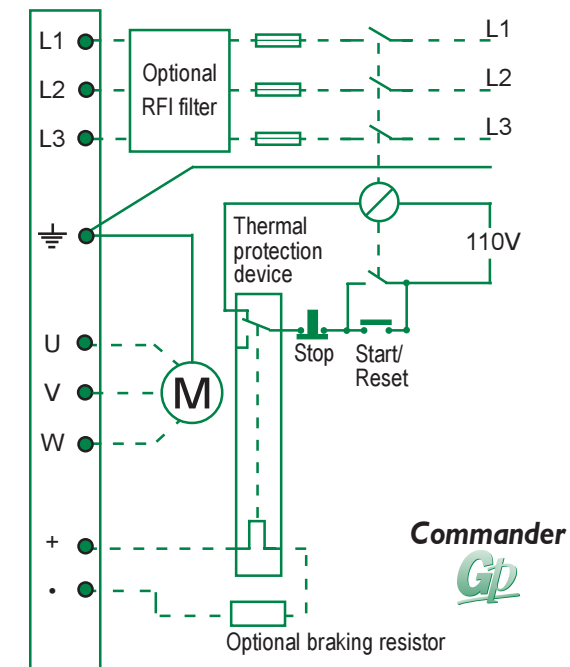 L1
L1
L2
Optional
RFI filter
L2
L3
L3
Thermal
protection
device
110V
U
Stop
Start/
Reset
V
M
W
+
Commander
Gp
•
Optional braking resistor